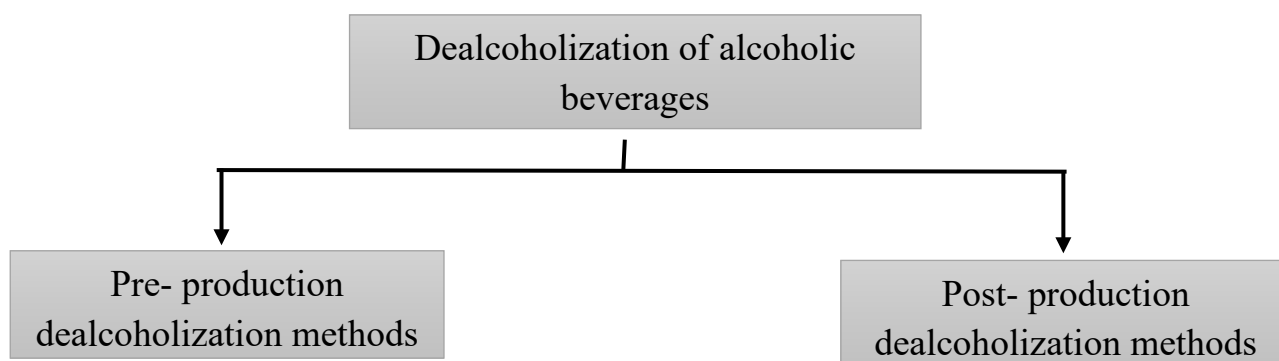 Dealcoholization of alcoholic
beverages
Pre- production
dealcoholization methods
Post- production
dealcoholization methods